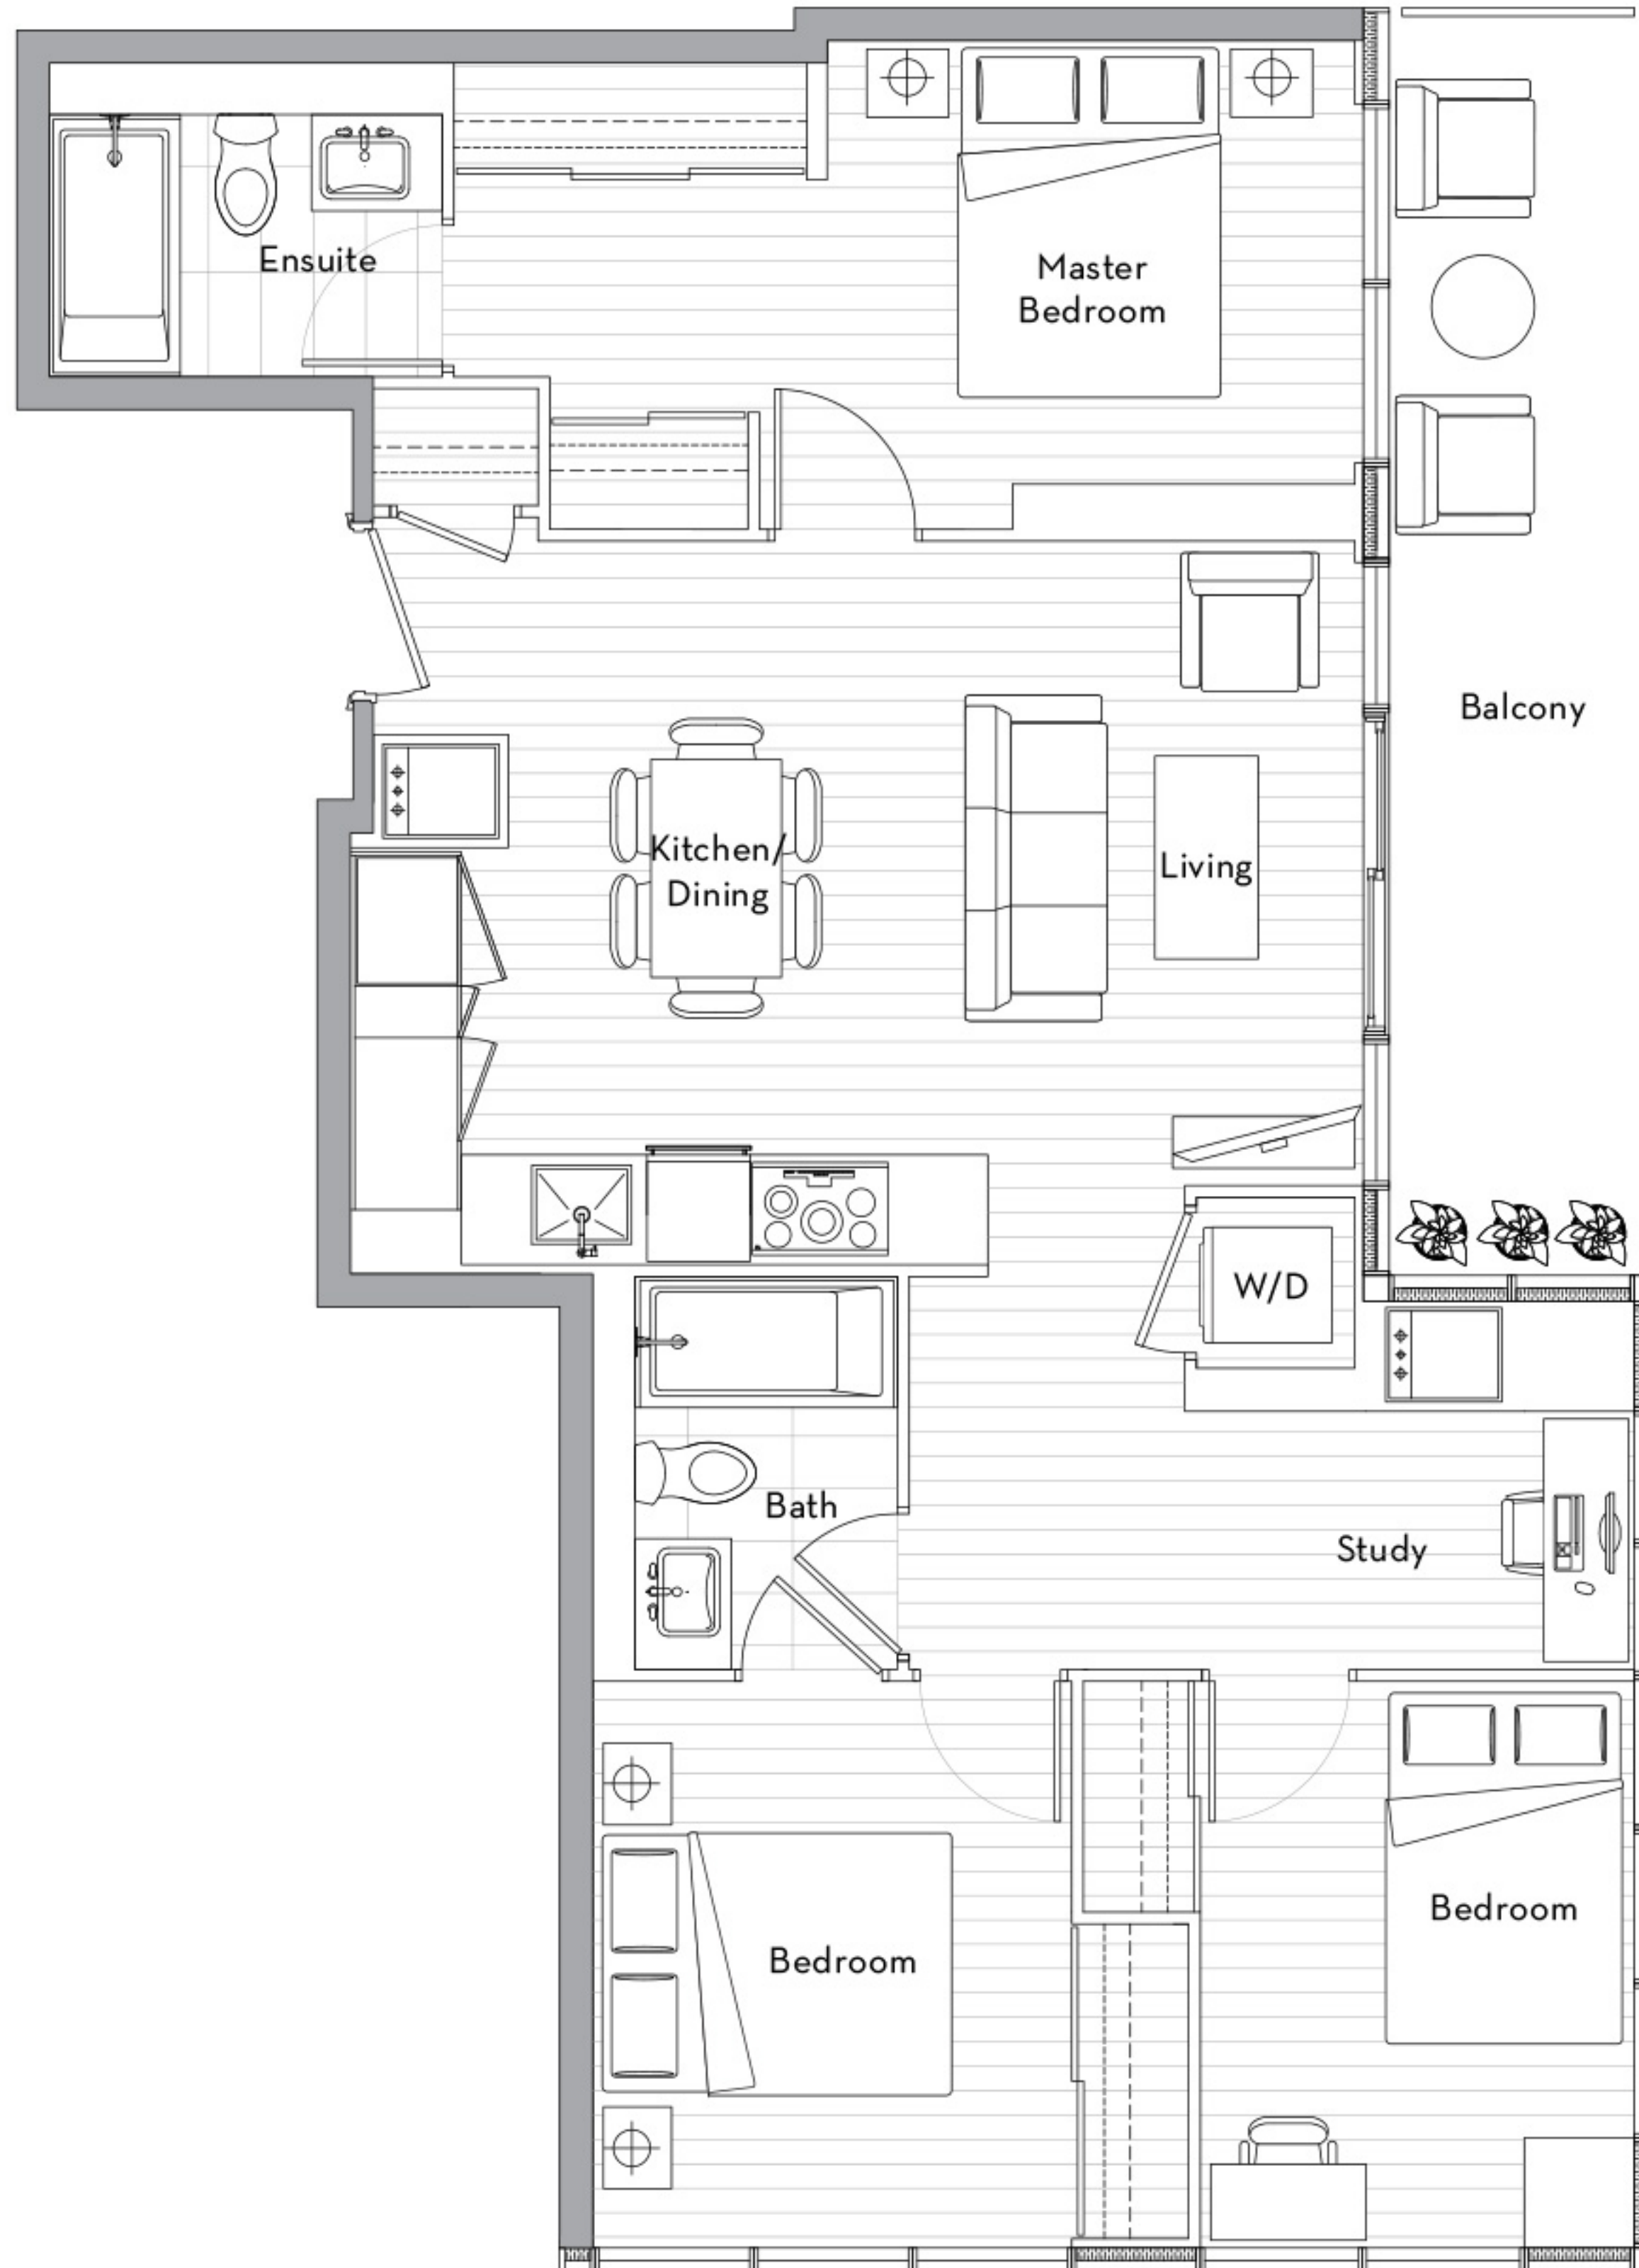 Ensuite
Master
Bedroom
Balcony
Kitchen/
Dining
Living
W/D
Bath
Study
Bedroom
Bedroom